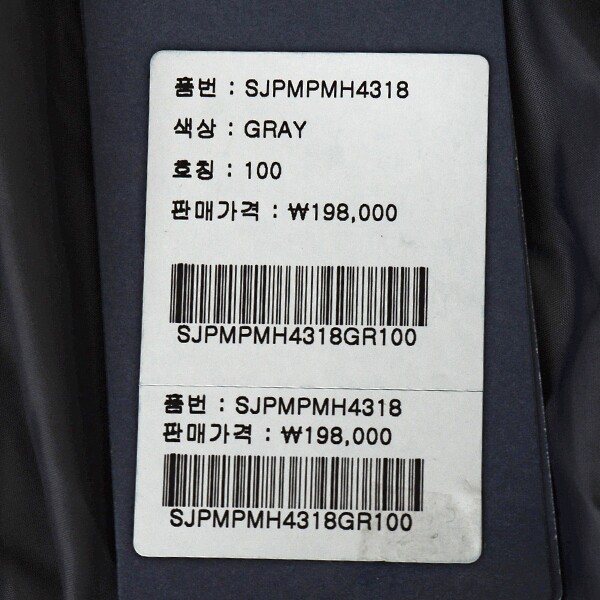 품번 : SJPMPMH4318
색상 : GRAY
호칭 : 100
판매가격 : ₩198,000
SJPMPMH4318GR100
품번 : SJPMPMH4318
판매가격 : ₩198,000
SJPMPMH4318GR100